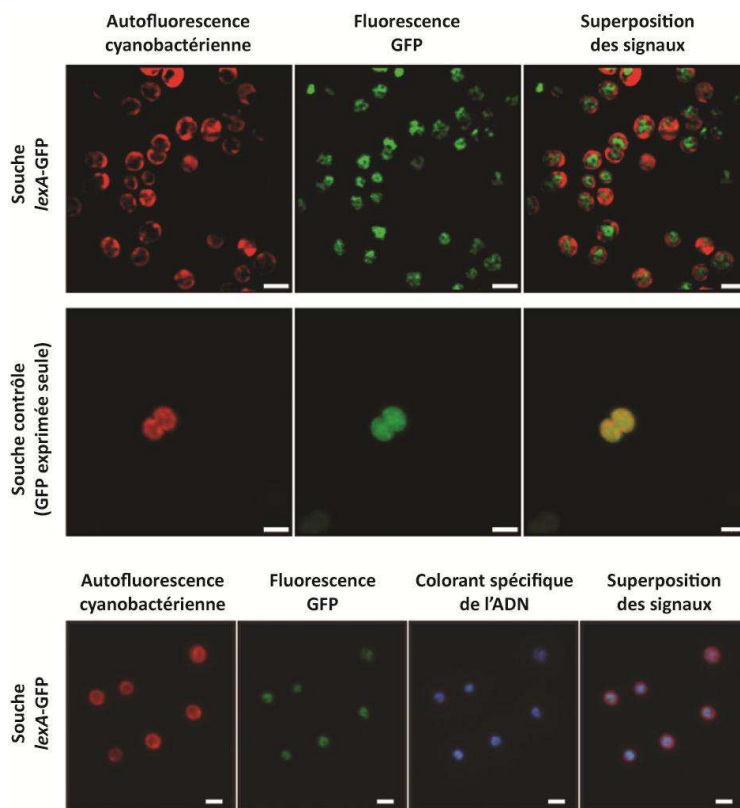 Autofluorescence
cyanobactérienne
Fluorescence
GFP
Superposition
des signaux
Souche
lexA-GFP
Souche contrôle
(GFP exprimée seule)
Autofluorescence
cyanobactérienne
Fluorescence
GFP
Colorant spécifique
de l'ADN
Superposition
des signaux
Souche
lexA-GFP